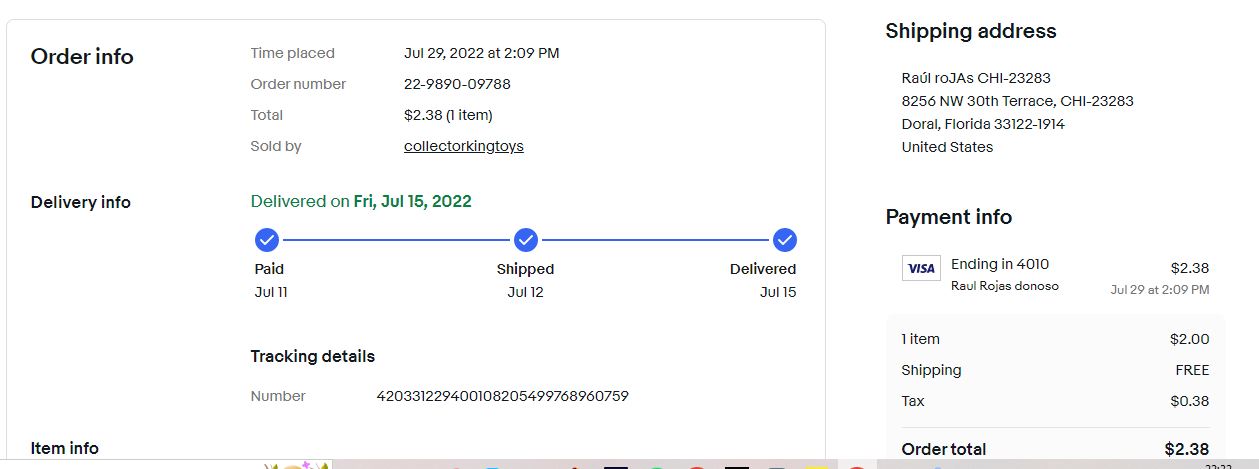 Order info
Time placed Jul 29, 2022 at 2:09 PM
Order number 22-9890-09788
Total $2.38 (1 item)
Sold by collectorkingtoys
Delivery info
Delivered on Fri, Jul 15, 2022
Paid Shipped Delivered
Jul 11 Jul 12 Jul 15
Tracking details
Number 420331229400108205499768960759
Item info
Shipping address
Raúl roJAs CHI-23283
8256 NW 30th Terrace, CHI-23283
Doral, Florida 33122-1914
United States
Payment info
VISA Ending in 4010 $2.38
Raul Rojas donoso Jul 29 at 2:09 PM
1 item $2.00
Shipping FREE
Tax $0.38
Order total $2.38